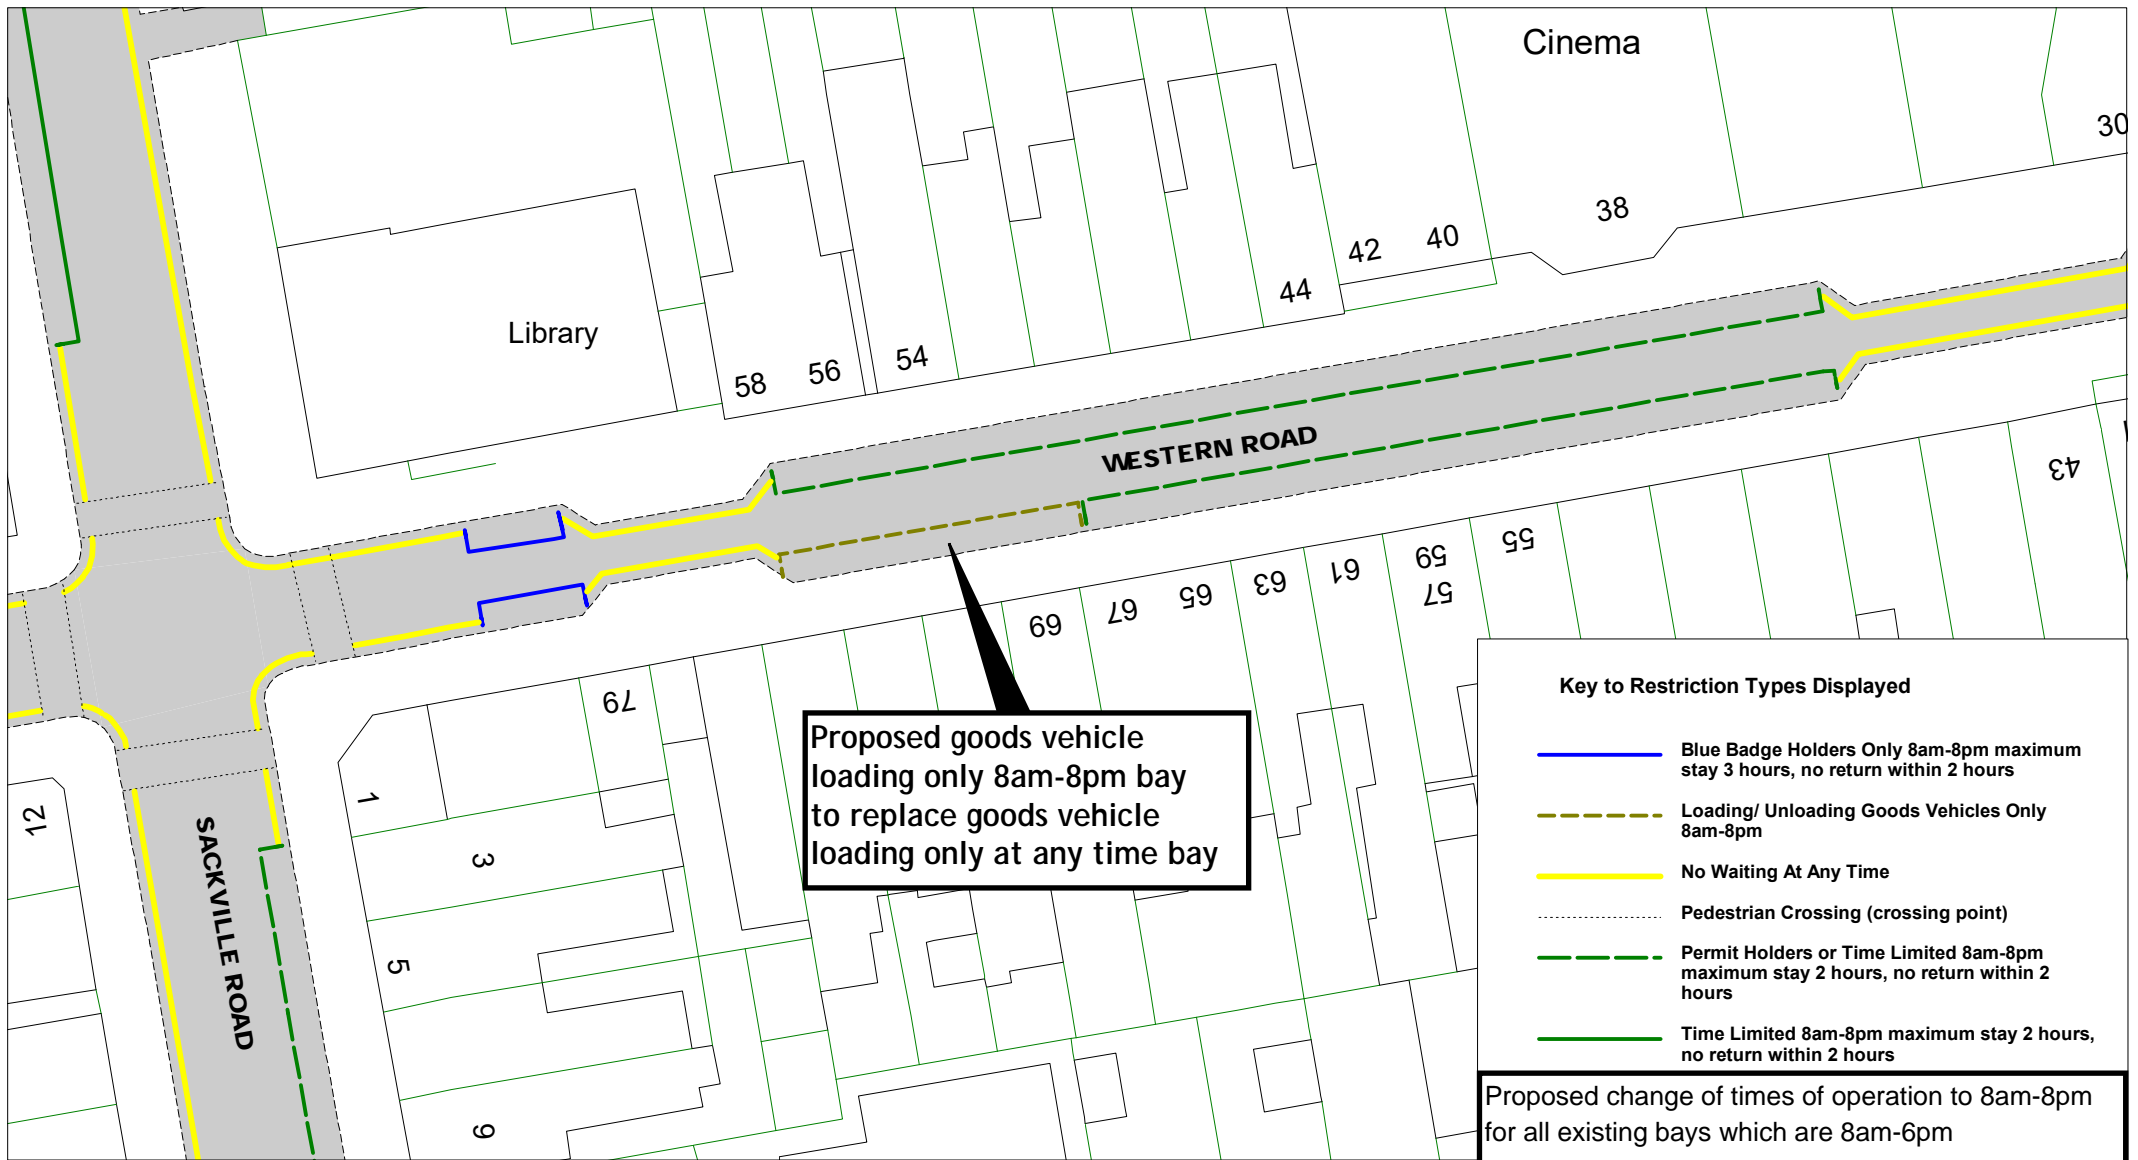 Cinema
30
38
40
42
44
Library
54
56
58
WESTERN ROAD
43
55
59
57
61
63
65
67
69
79
1
3
5
9
12
SACKVILLE ROAD
Proposed goods vehicle
loading only 8am-8pm bay
to replace goods vehicle
loading only at any time bay
Key to Restriction Types Displayed
Blue Badge Holders Only 8am-8pm maximum
stay 3 hours, no return within 2 hours
Loading/ Unloading Goods Vehicles Only
8am-8pm
No Waiting At Any Time
Pedestrian Crossing (crossing point)
Permit Holders or Time Limited 8am-8pm
maximum stay 2 hours, no return within 2
hours
Time Limited 8am-8pm maximum stay 2 hours,
no return within 2 hours
Proposed change of times of operation to 8am-8pm
for all existing bays which are 8am-6pm